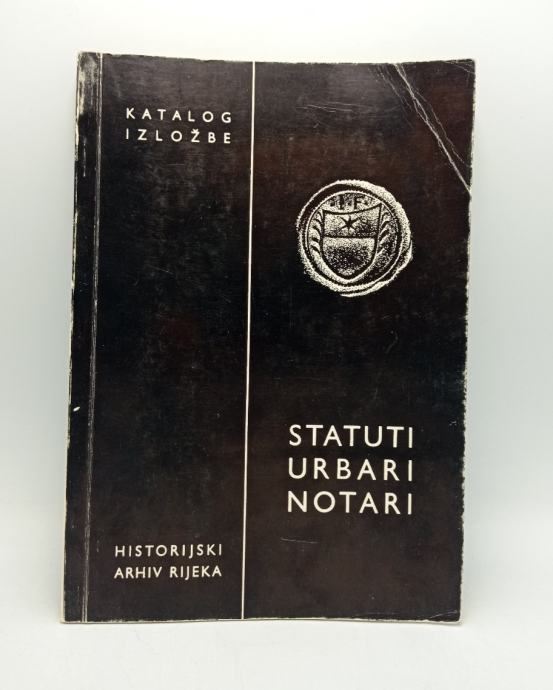 KATALOG
IZLOŽBE
I F
STATUTI
URBARI
NOTARI
HISTORIJSKI
ARHIV RIJEKA